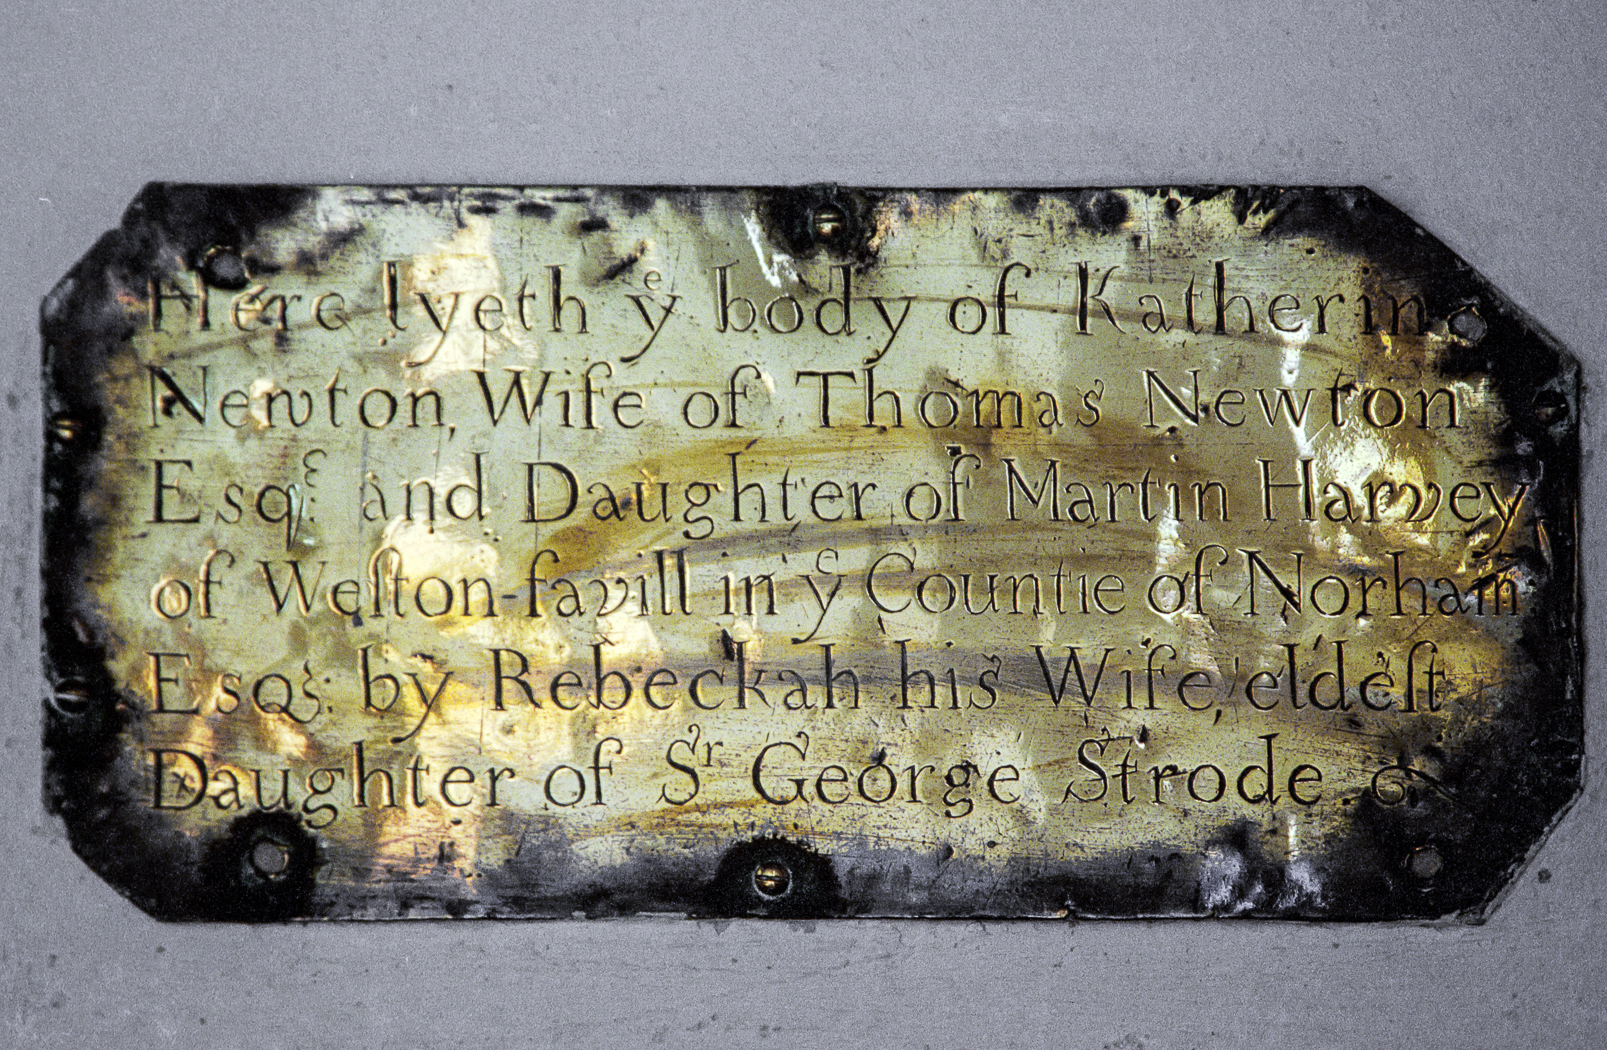 Here lyeth yᵉ body of Katherine
Newton, Wife of Thomas Newton
Esqʳ: and Daughter of Martin Harvey
of Weſton-favill in yᵉ Countie of Norham
Esqʳ: by Rebeckah his Wife, eldeſt
Daughter of Sʳ George Strode.